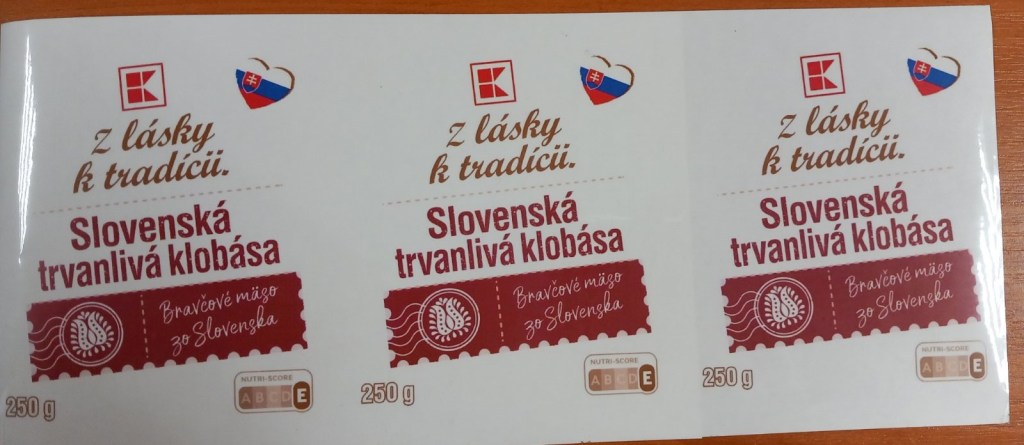 K
z lásky
k tradícii.
Slovenská
trvanlivá klobása
Bravčové mäso
zo Slovenska
250 g
NUTRI-SCORE
A B C D E
K
z lásky
k tradícii.
Slovenská
trvanlivá klobása
Bravčové mäso
zo Slovenska
250 g
NUTRI-SCORE
A B C D E
K
z lásky
k tradícii.
Slovenská
trvanlivá klobása
Bravčové mäso
zo Slovenska
250 g
NUTRI-SCORE
A B C D E